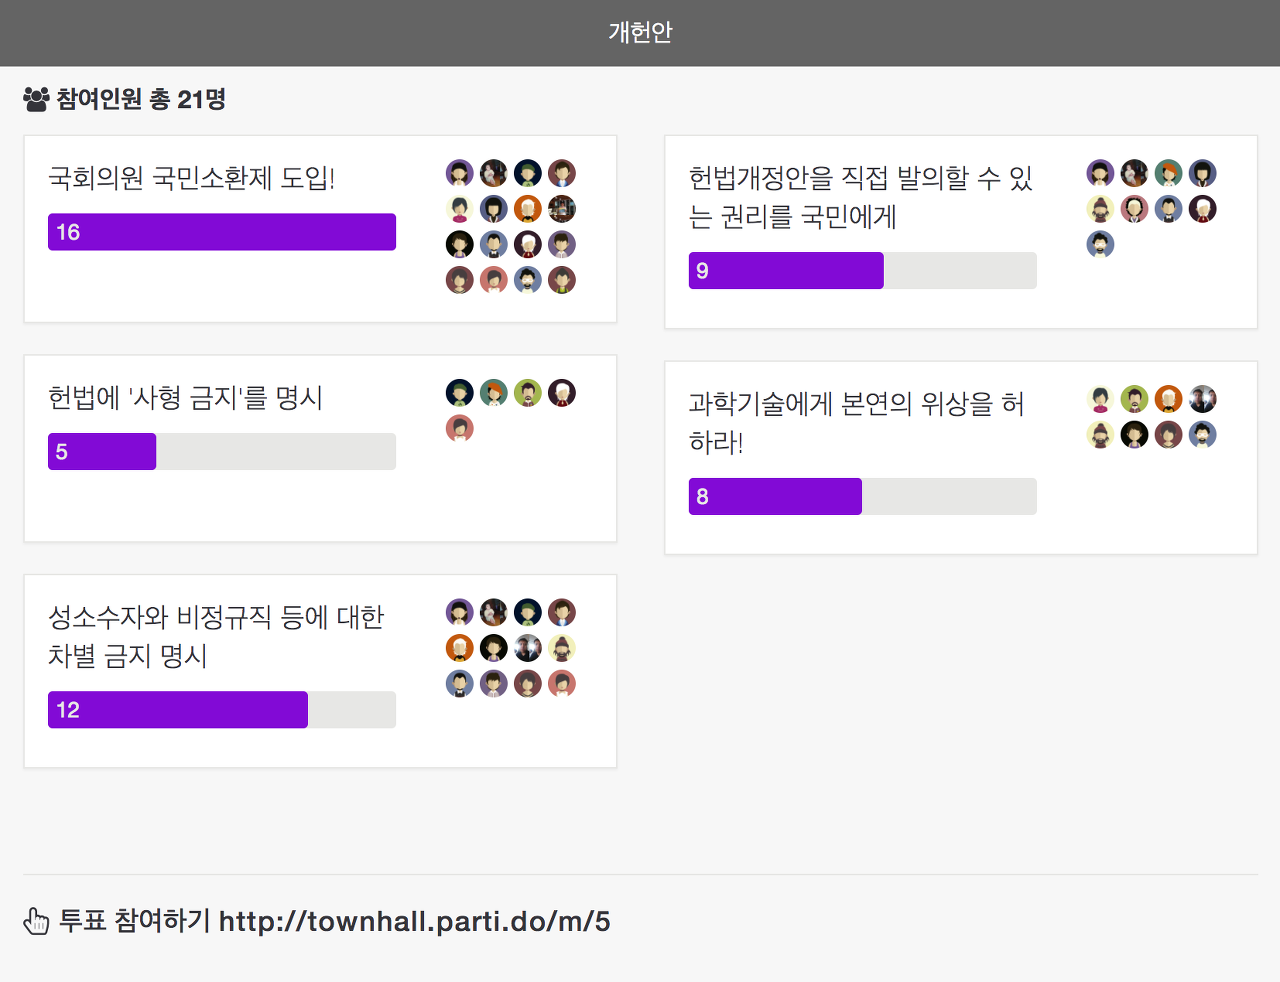 개헌안
참여인원 총 21명
국회의원 국민소환제 도입!
16
헌법개정안을 직접 발의할 수 있
는 권리를 국민에게
9
헌법에 '사형 금지'를 명시
5
과학기술에게 본연의 위상을 허
하라!
8
성소수자와 비정규직 등에 대한
차별 금지 명시
12
투표 참여하기 http://townhall.parti.do/m/5